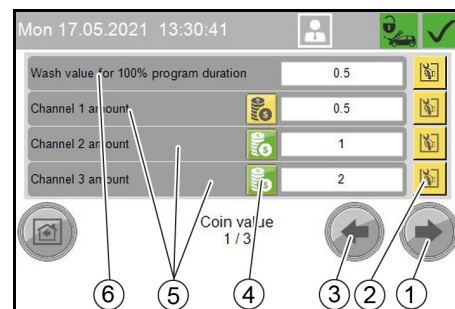 Mon 17.05.2021 13:30:41
Wash value for 100% program duration 0.5
Channel 1 amount 0.5
Channel 2 amount 1
Channel 3 amount 2
Coin value
1 / 3
6 5 4 3 2 1